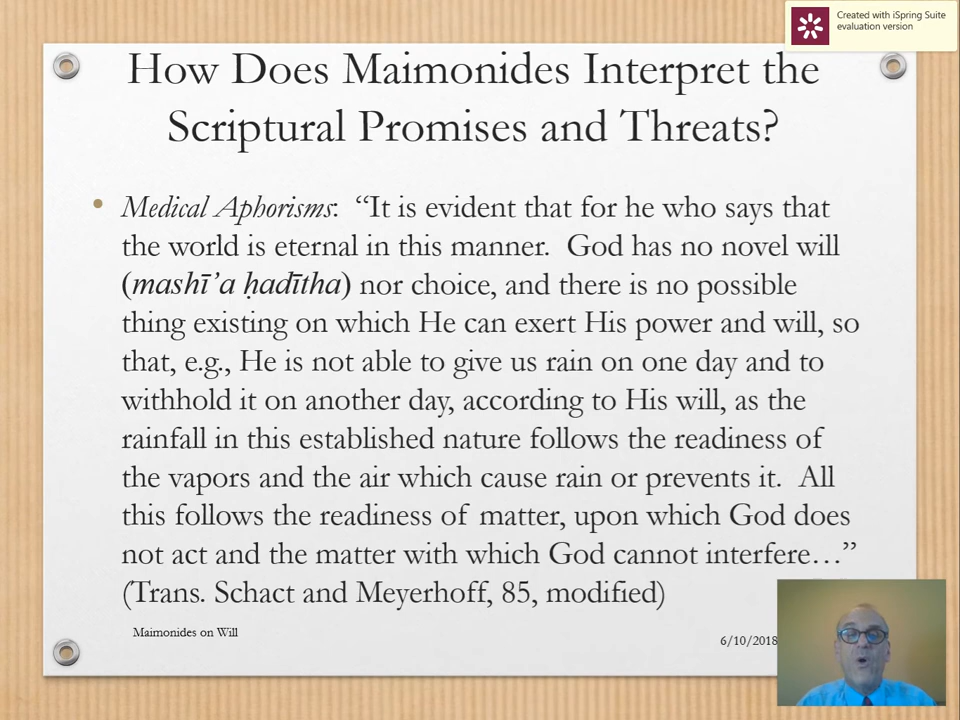 Created with iSpring Suite
evaluation version
How Does Maimonides Interpret the
Scriptural Promises and Threats?
• Medical Aphorisms:  “It is evident that for he who says that
the world is eternal in this manner.  God has no novel will
(mashī’a ḥadītha) nor choice, and there is no possible
thing existing on which He can exert His power and will, so
that, e.g., He is not able to give us rain on one day and to
withhold it on another day, according to His will, as the
rainfall in this established nature follows the readiness of
the vapors and the air which cause rain or prevents it.  All
this follows the readiness of matter, upon which God does
not act and the matter with which God cannot interfere…”
(Trans. Schact and Meyerhoff, 85, modified)
Maimonides on Will
6/10/2018